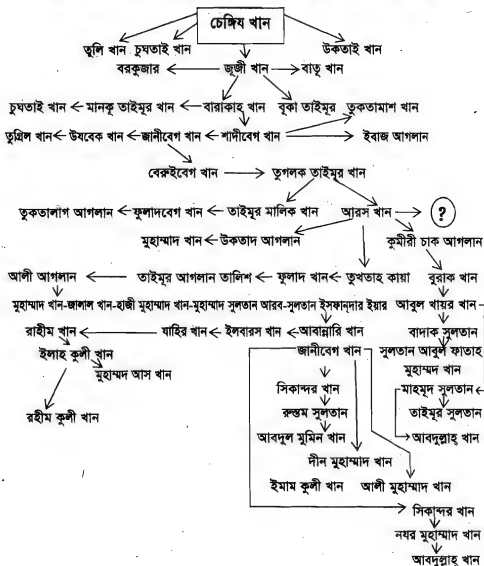 চেঙ্গিয খান
তুলি খান চুঘতাই খান উকতাই খান
বরকুজার জুজী খান বাতূ খান
চুঘতাই খান মানকূ তাইমূর খান বারাকাহ্ খান বূকা তাইমূর তুকতামাশ খান
তুগ্রিল খান উযবেক খান জানীবেগ খান শাদীবেগ খান ইবাজ আগলান
বেরুইবেগ খান তুগলক তাইমূর খান
তুকতালাগ আগলান ফুলাদবেগ খান তাইমূর মালিক খান আরস খান ?
মুহাম্মাদ খান উকতাদ আগলান কুমীরী চাক আগলান
আলী আগলান তাইমূর আগলান তালিশ ফুলাদ খান তুখতাহ কায়া বুরাক খান
মুহাম্মাদ খান-জালাল খান-হাজী মুহাম্মাদ খান-মুহাম্মাদ সুলতান আরব-সুলতান ইসফান্দার ইয়ার আবুল খায়র খান
রাহীম খান যাহির খান ইলবারস খান আবান্নারি খান বাদাক সুলতান
ইলাহ কুলী খান জানীবেগ খান সুলতান আবুল ফাতাহ
মুহাম্মদ আস খান মুহাম্মদ খান
সিকান্দর খান মাহমূদ সুলতান
রহীম কুলী খান রুস্তম সুলতান তাইমূর সুলতান
আবদুল মুমিন খান আবদুল্লাহ্ খান
দীন মুহাম্মাদ খান
ইমাম কুলী খান আলী মুহাম্মাদ খান
সিকান্দর খান
নযর মুহাম্মাদ খান
আবদুল্লাহ্ খান